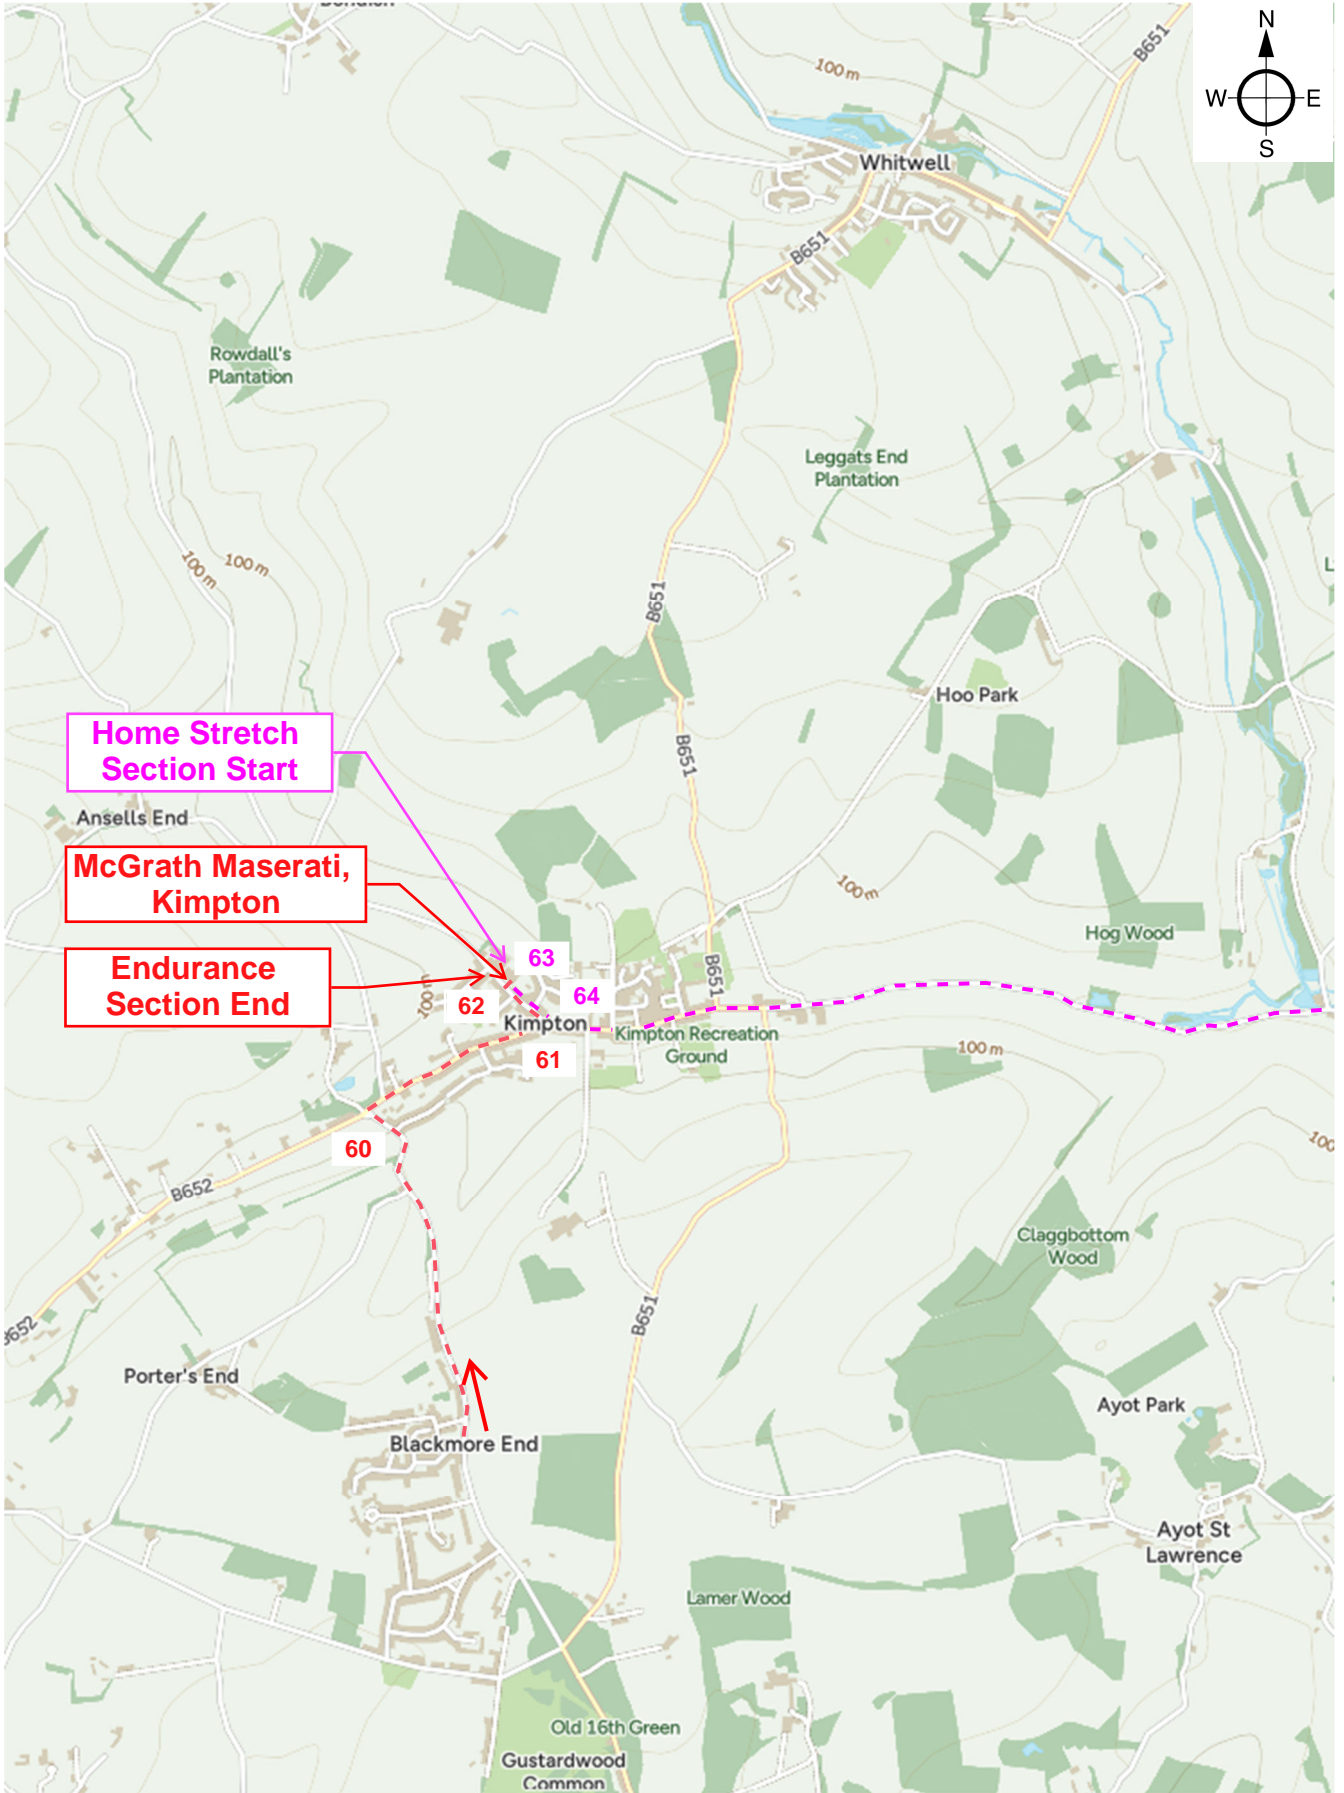 B651
N
W E
S
100 m
Whitwell
B651
Rowdall's
Plantation
Leggats End
Plantation
100 m
100 m
B651
Hoo Park
Home Stretch
Section Start
B651
Ansells End
McGrath Maserati,
Kimpton
100 m
Hog Wood
Endurance
Section End
63
B651
100 m
62
64
Kimpton
Kimpton Recreation
Ground
61
100 m
60
100
B652
Claggbottom
Wood
B651
B652
Porter's End
Ayot Park
Blackmore End
Ayot St
Lawrence
Lamer Wood
Old 16th Green
Gustardwood
Common